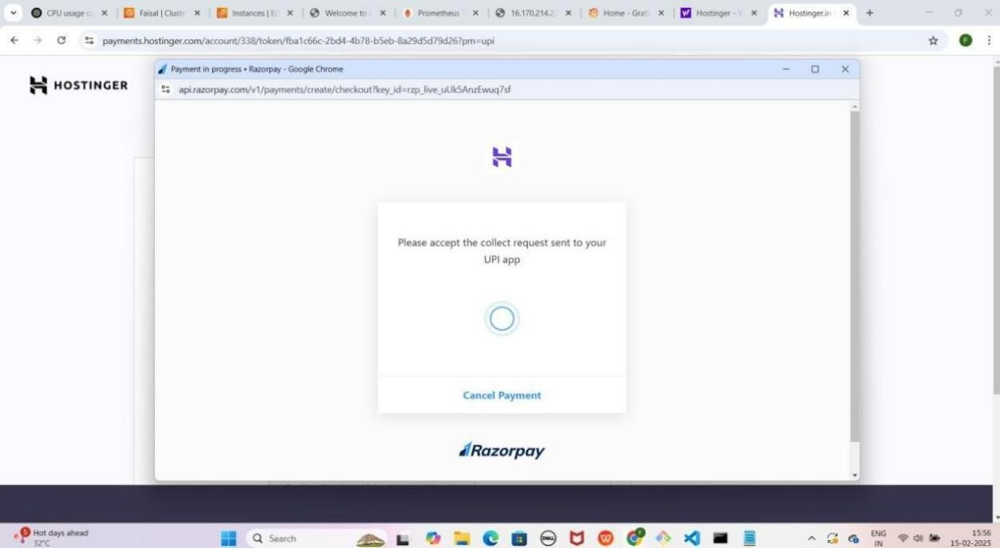 CPU usage c
Faisal | Cluste
Instances | EC
Welcome to
Prometheus
16.170.214.2
Home - Graf
Hostinger -
Hostinger.in
payments.hostinger.com/account/338/token/fba1c66c-2bd4-4b78-b5eb-8a29d5d79d26?pm=upi
F
HOSTINGER
Payment in progress • Razorpay - Google Chrome
api.razorpay.com/v1/payments/create/checkout?key_id=rzp_live_uUk5AnzEwuq7sf
Please accept the collect request sent to your
UPI app
Cancel Payment
Razorpay
5
Hot days ahead
32°C
Search
DELL
ENG
IN
15:56
15-02-2025